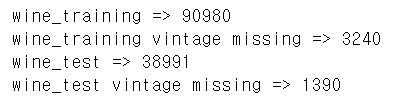 wine_training => 90980
wine_training vintage missing => 3240
wine_test => 38991
wine_test vintage missing => 1390